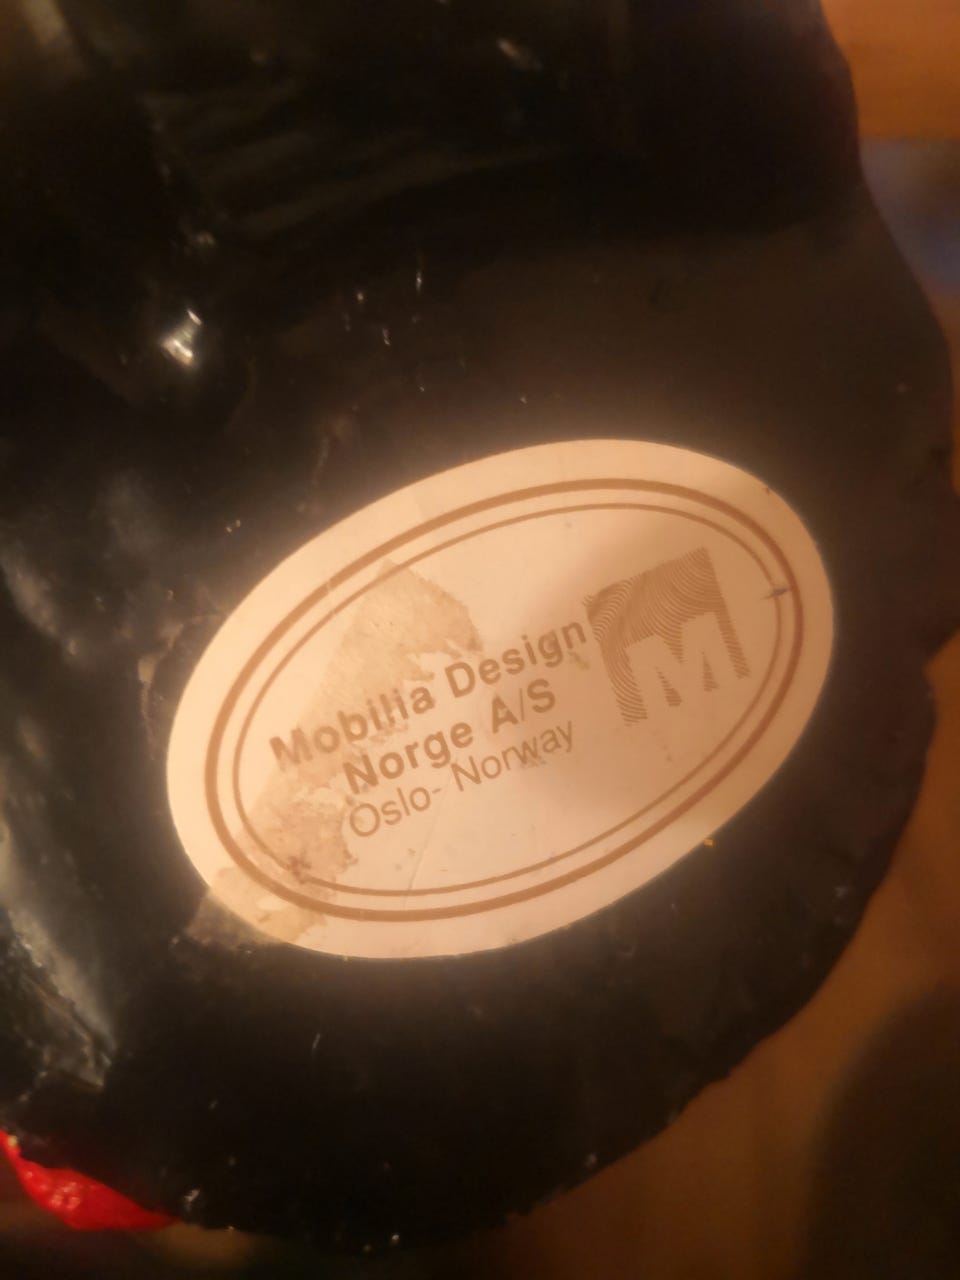 Mobilia Design
Norge A/S
Oslo- Norway
M